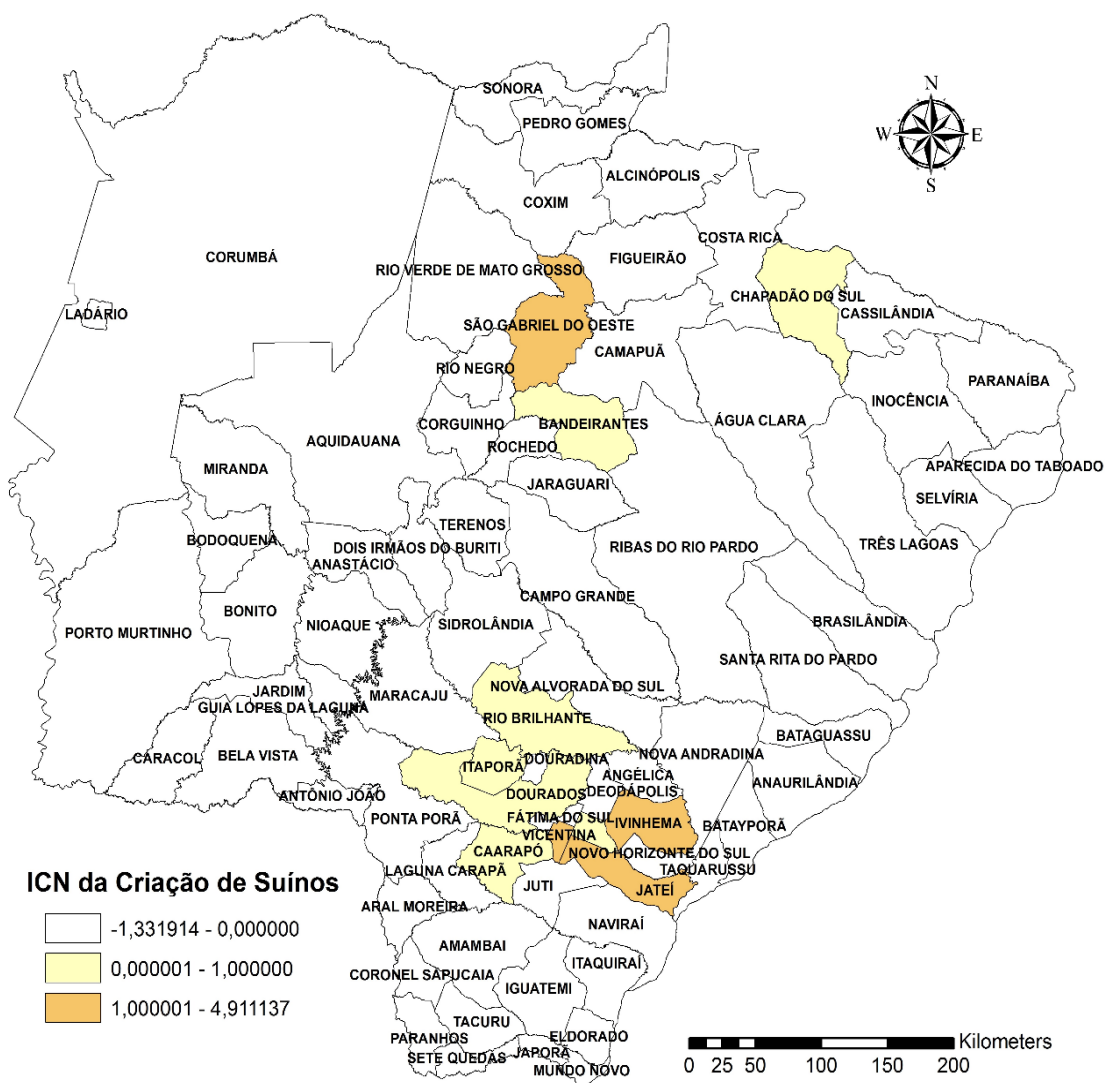 N
W E
S
SONORA
PEDRO GOMES
ALCINÓPOLIS
COXIM
COSTA RICA
CORUMBÁ
FIGUEIRÃO
RIO VERDE DE MATO GROSSO
CHAPADÃO DO SUL
CASSILÂNDIA
LADÁRIO
SÃO GABRIEL DO OESTE
CAMAPUÃ
RIO NEGRO
PARANAÍBA
INOCÊNCIA
ÁGUA CLARA
CORGUINHO
BANDEIRANTES
AQUIDAUANA
ROCHEDO
MIRANDA
APARECIDA DO TABOADO
JARAGUARI
SELVÍRIA
TERENOS
BODOQUENA
DOIS IRMÃOS DO BURITI
RIBAS DO RIO PARDO
TRÊS LAGOAS
ANASTÁCIO
CAMPO GRANDE
BONITO
NIOAQUE
SIDROLÂNDIA
BRASILÂNDIA
PORTO MURTINHO
SANTA RITA DO PARDO
NOVA ALVORADA DO SUL
JARDIM
MARACAJU
GUIA LOPES DA LAGUNA
RIO BRILHANTE
BATAGUASSU
CARACOL
BELA VISTA
NOVA ANDRADINA
DOURADINA
ITAPORÃ
ANGÉLICA
ANAURILÂNDIA
ANTÔNIO JOÃO
DOURADOS
DEODÁPOLIS
PONTA PORÃ
FÁTIMA DO SUL
IVINHEMA
BATAYPORÃ
VICENTINA
CAARAPÓ
NOVO HORIZONTE DO SUL
LAGUNA CARAPÃ
TAQUARUSSU
JUTI
JATEÍ
ARAL MOREIRA
NAVIRAÍ
AMAMBAI
ITAQUIRAÍ
CORONEL SAPUCAIA
IGUATEMI
TACURU
PARANHOS
ELDORADO
SETE QUEDAS
JAPORÃ
MUNDO NOVO
ICN da Criação de Suínos
-1,331914 - 0,000000
0,000001 - 1,000000
1,000001 - 4,911137
Kilometers
0 25 50 100 150 200